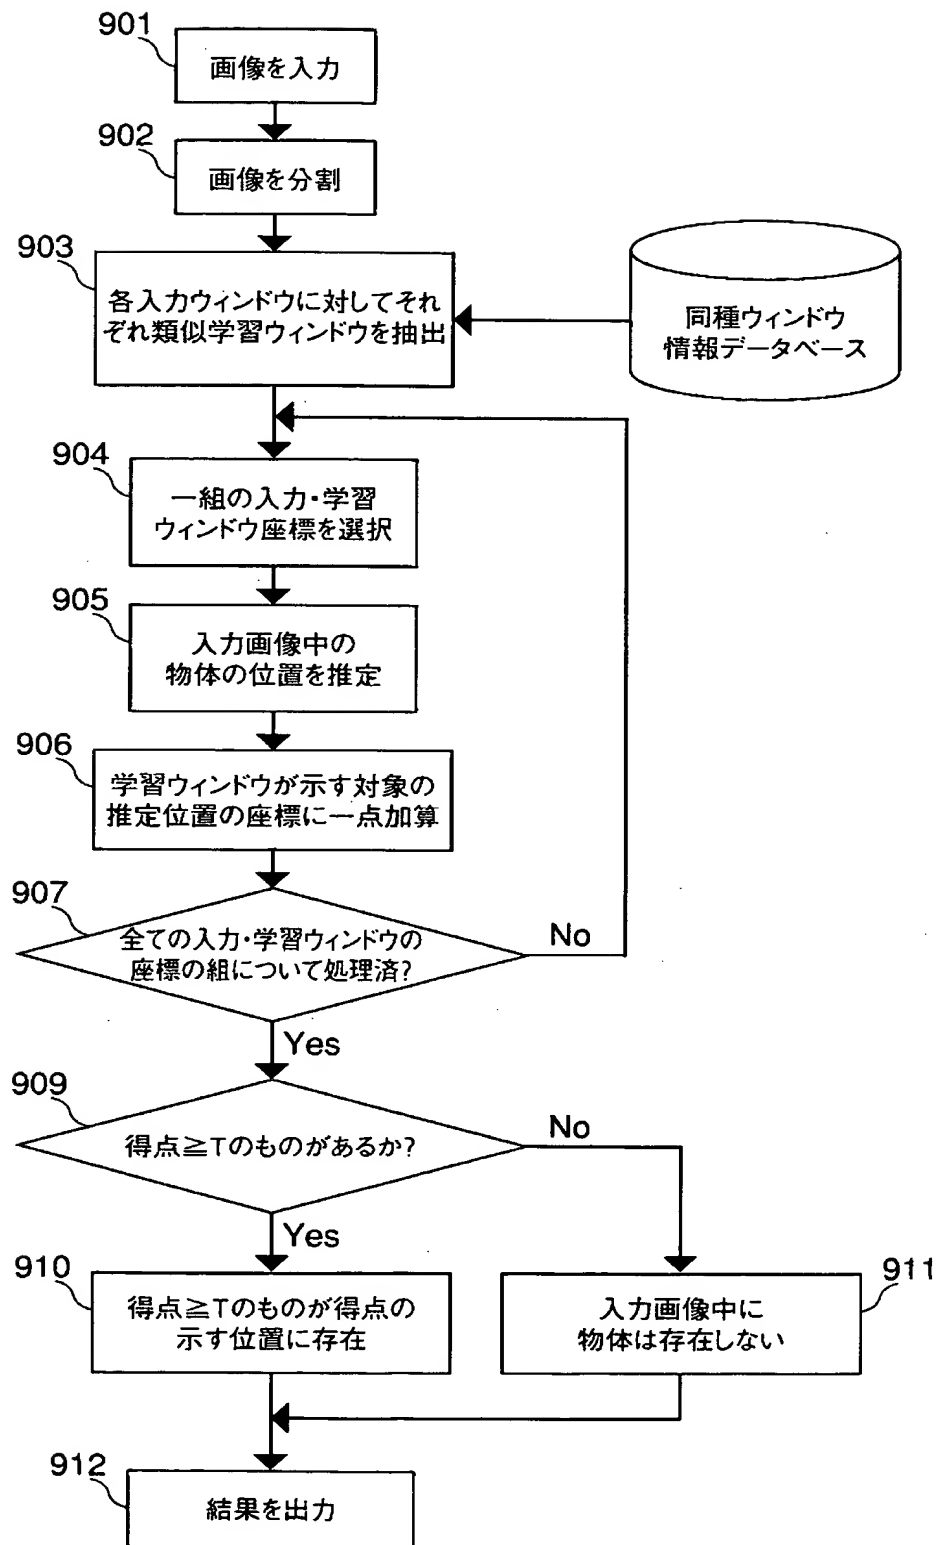 901
画像を入力
902
画像を分割
903
各入力ウィンドウに対してそれ
ぞれ類似学習ウィンドウを抽出
同種ウィンドウ
情報データベース
904
一組の入力・学習
ウィンドウ座標を選択
905
入力画像中の
物体の位置を推定
906
学習ウィンドウが示す対象の
推定位置の座標に一点加算
907
全ての入力・学習ウィンドウの
座標の組について処理済?
No
Yes
909
得点≧Tのものがあるか?
No
Yes
910
得点≧Tのものが得点の
示す位置に存在
911
入力画像中に
物体は存在しない
912
結果を出力